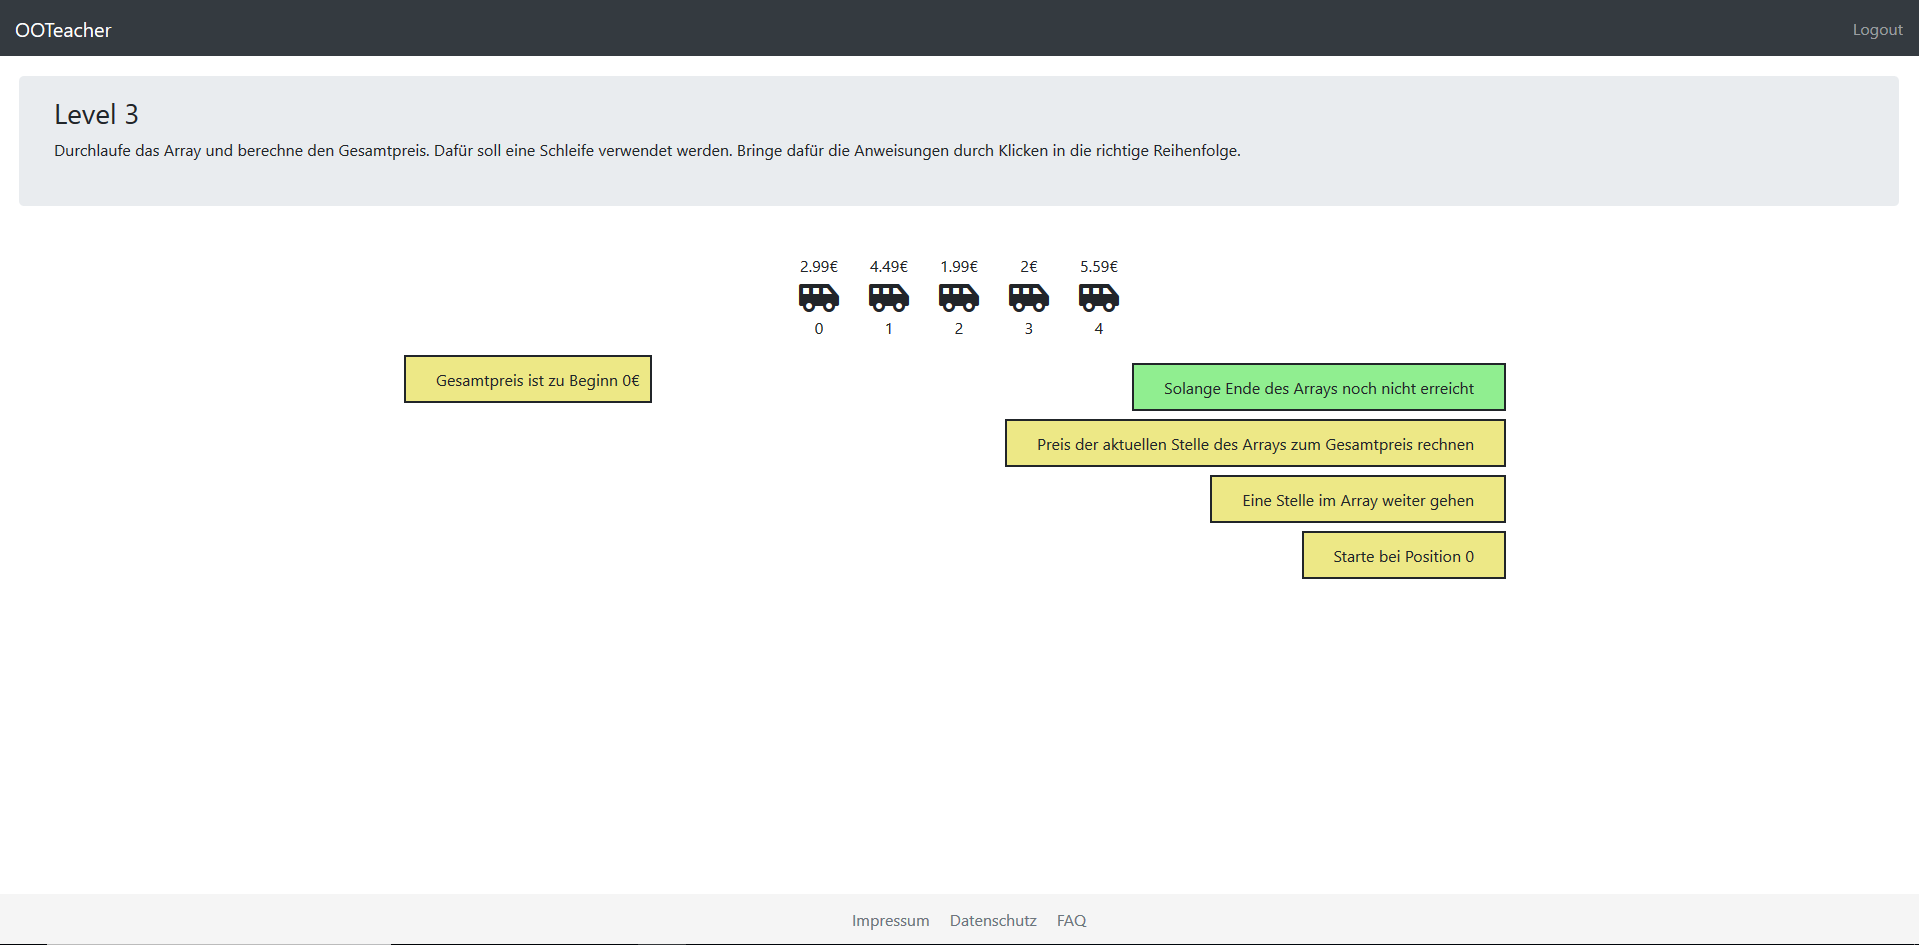 OOTeacher
Logout
Level 3
Durchlaufe das Array und berechne den Gesamtpreis. Dafür soll eine Schleife verwendet werden. Bringe dafür die Anweisungen durch Klicken in die richtige Reihenfolge.
2.99€ 4.49€ 1.99€ 2€ 5.59€
0 1 2 3 4
Gesamtpreis ist zu Beginn 0€
Solange Ende des Arrays noch nicht erreicht
Preis der aktuellen Stelle des Arrays zum Gesamtpreis rechnen
Eine Stelle im Array weiter gehen
Starte bei Position 0
Impressum Datenschutz FAQ